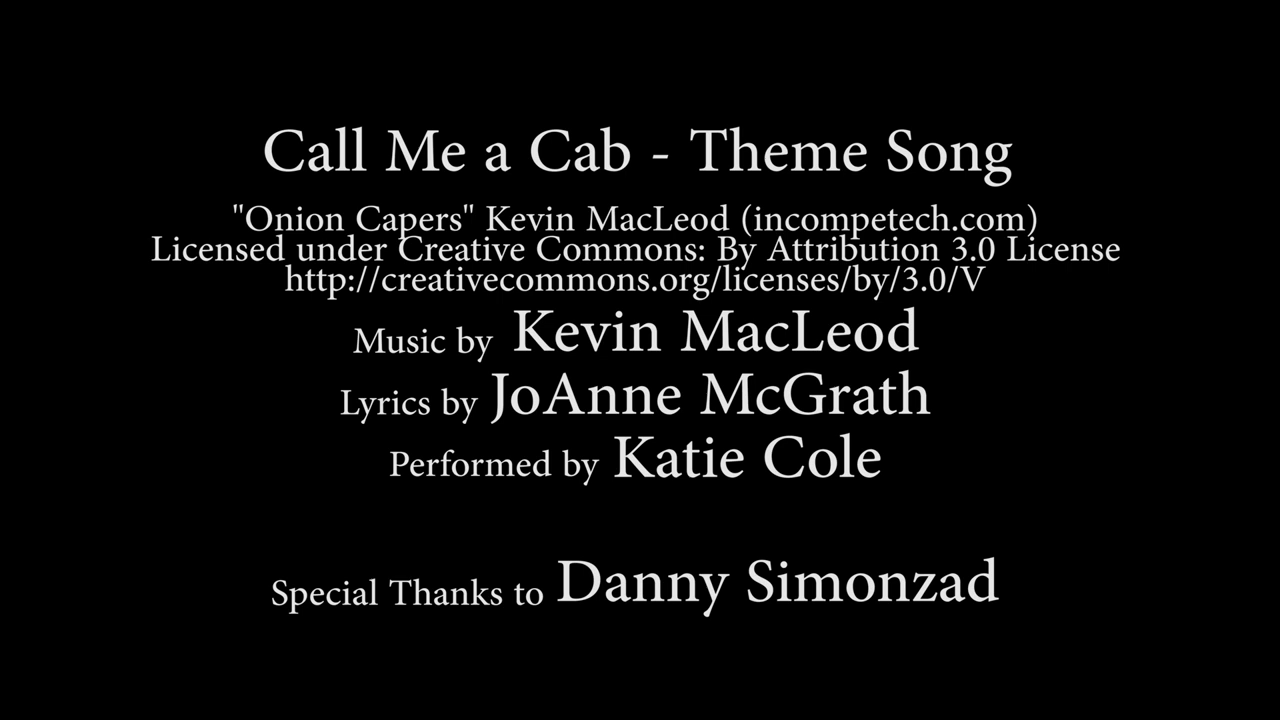 Call Me a Cab - Theme Song
"Onion Capers" Kevin MacLeod (incompetech.com)
Licensed under Creative Commons: By Attribution 3.0 License
http://creativecommons.org/licenses/by/3.0/V
Music by Kevin MacLeod
Lyrics by JoAnne McGrath
Performed by Katie Cole
Special Thanks to Danny Simonzad